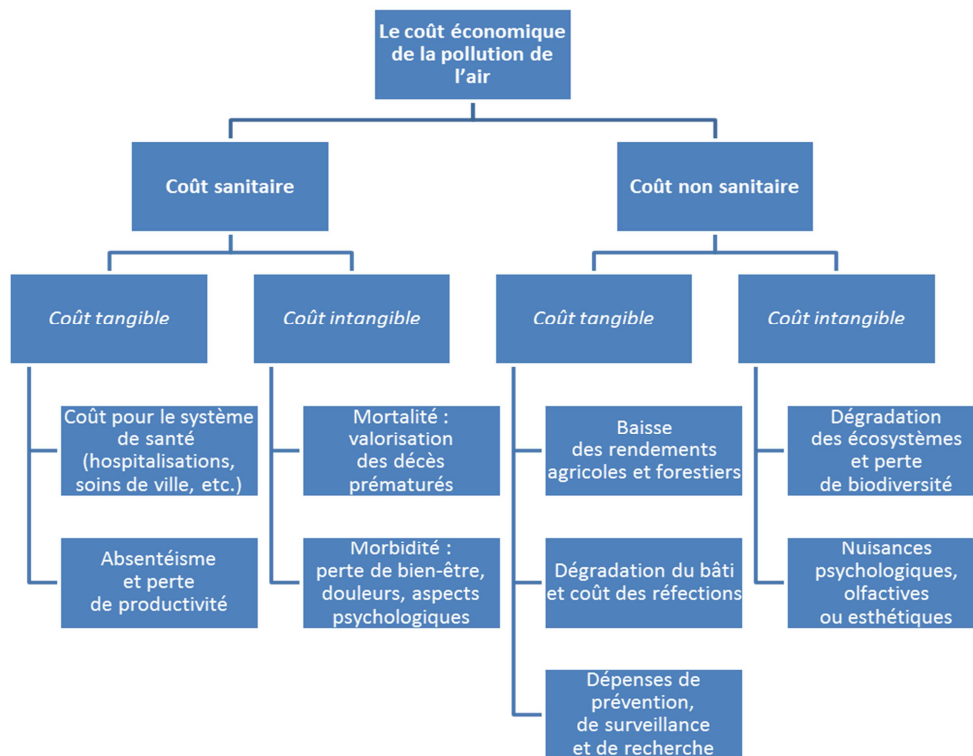 Le coût économique
de la pollution de
l'air
Coût sanitaire
Coût non sanitaire
Coût tangible
Coût intangible
Coût tangible
Coût intangible
Coût pour le système
de santé
(hospitalisations,
soins de ville, etc.)
Mortalité :
valorisation
des décès
prématurés
Baisse
des rendements
agricoles et forestiers
Dégradation
des écosystèmes
et perte
de biodiversité
Absentéisme
et perte
de productivité
Morbidité :
perte de bien-être,
douleurs, aspects
psychologiques
Dégradation du bâti
et coût des réfections
Nuisances
psychologiques,
olfactives
ou esthétiques
Dépenses de
prévention,
de surveillance
et de recherche